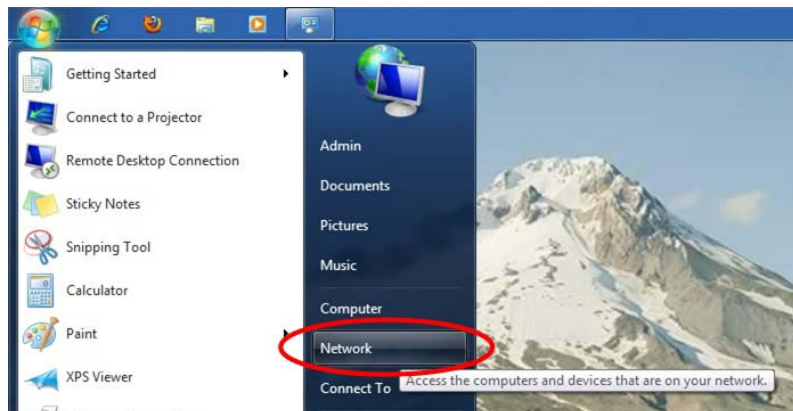 Getting Started
Connect to a Projector
Remote Desktop Connection
Sticky Notes
Snipping Tool
Calculator
Paint
XPS Viewer
Admin
Documents
Pictures
Music
Computer
Network
Connect To
Access the computers and devices that are on your network.